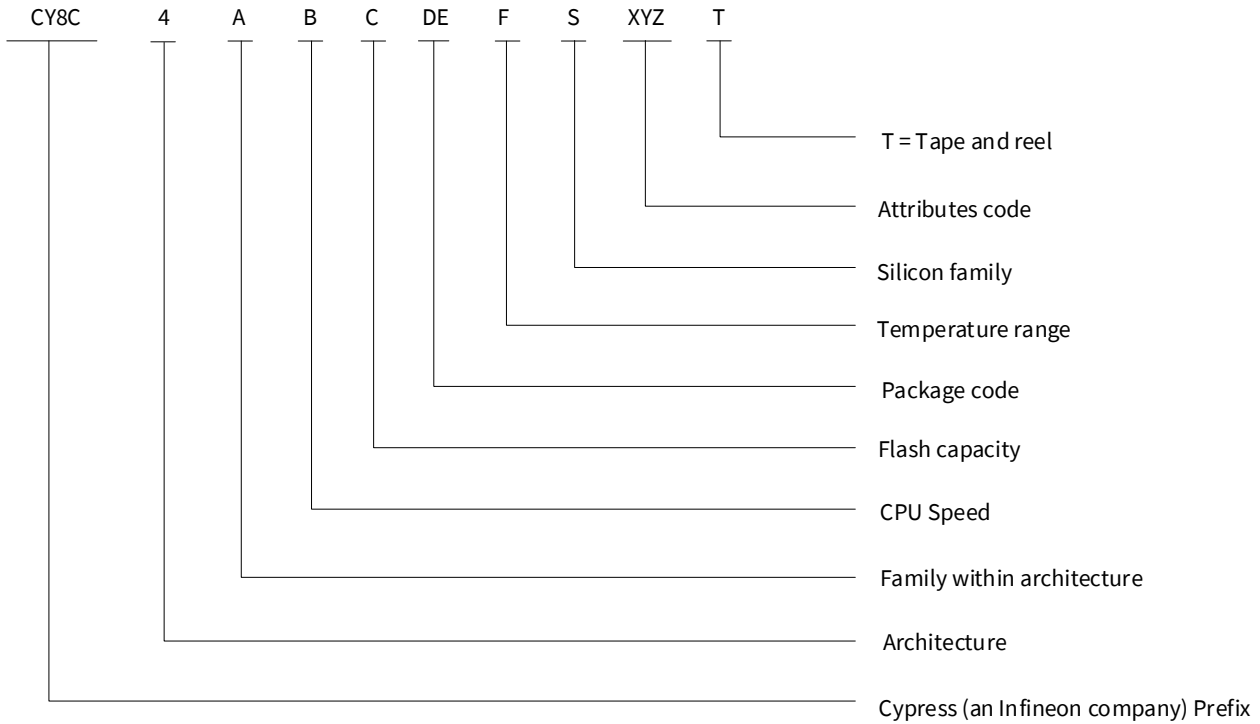 CY8C 4 A B C DE F S XYZ T
T = Tape and reel
Attributes code
Silicon family
Temperature range
Package code
Flash capacity
CPU Speed
Family within architecture
Architecture
Cypress (an Infineon company) Prefix